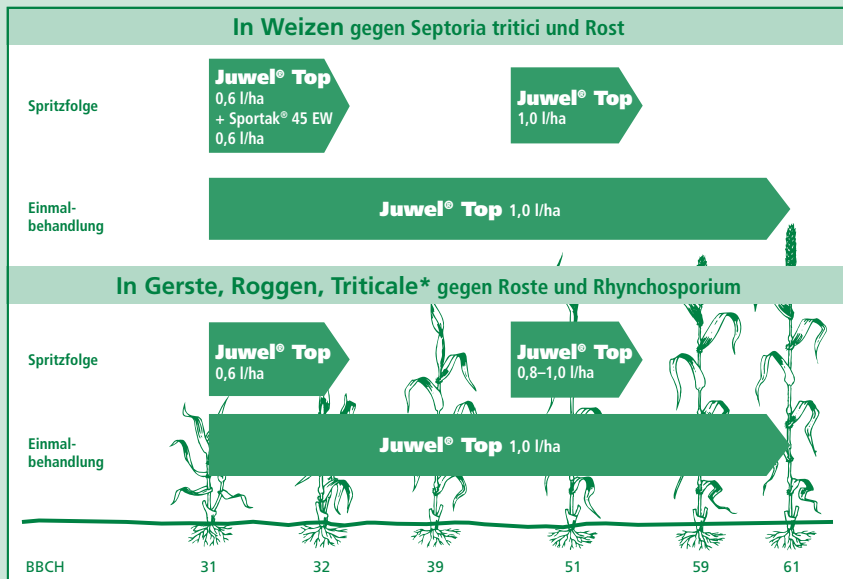 In Weizen gegen Septoria tritici und Rost
Spritzfolge
Juwel® Top
0,6 l/ha
+ Sportak® 45 EW
0,6 l/ha
Juwel® Top
1,0 l/ha
Einmal-
behandlung
Juwel® Top 1,0 l/ha
In Gerste, Roggen, Triticale* gegen Roste und Rhynchosporium
Spritzfolge
Juwel® Top
0,6 l/ha
Juwel® Top
0,8–1,0 l/ha
Einmal-
behandlung
Juwel® Top 1,0 l/ha
BBCH 31 32 39 51 59 61